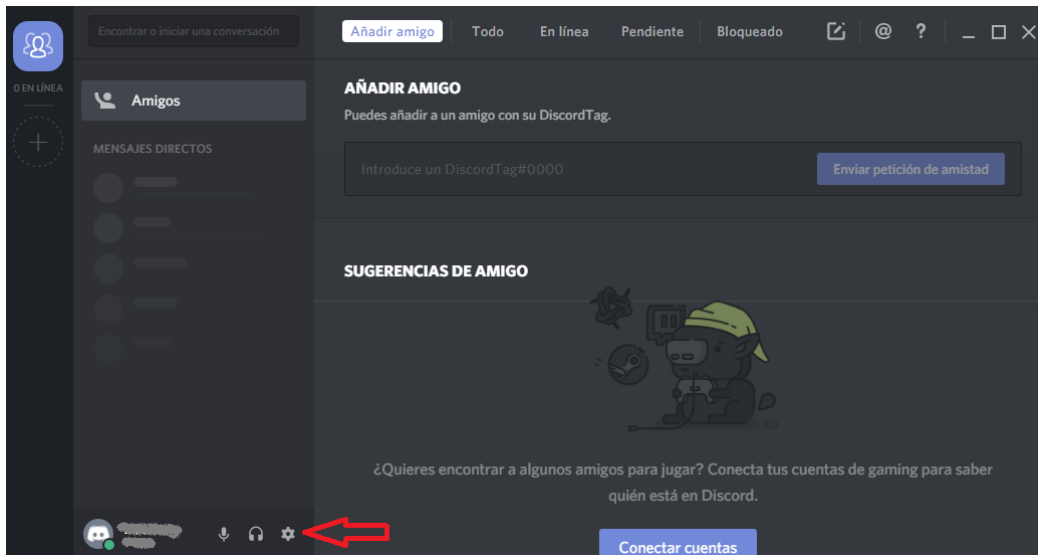 Encontrar o iniciar una conversación
Añadir amigo
Todo
En línea
Pendiente
Bloqueado
@
?
0 EN LÍNEA
Amigos
MENSAJES DIRECTOS
AÑADIR AMIGO
Puedes añadir a un amigo con su DiscordTag.
Introduce un DiscordTag#0000
Enviar petición de amistad
SUGERENCIAS DE AMIGO
¿Quieres encontrar a algunos amigos para jugar? Conecta tus cuentas de gaming para saber
quién está en Discord.
Conectar cuentas